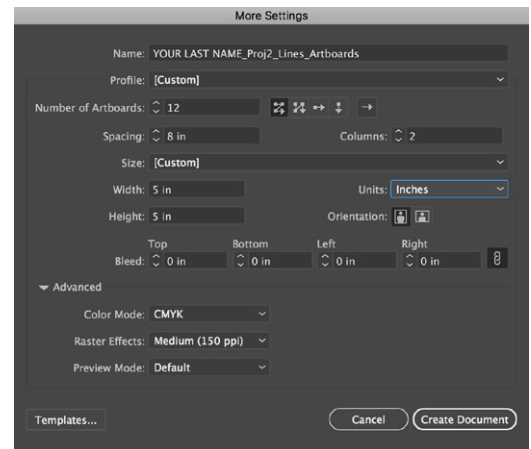 More Settings
Name: YOUR LAST NAME_Proj2_Lines_Artboards
Profile: [Custom]
Number of Artboards: 12
Spacing: 8 in Columns: 2
Size: [Custom]
Width: 5 in Units: Inches
Height: 5 in Orientation:
Top Bottom Left Right
Bleed: 0 in 0 in 0 in 0 in
Advanced
Color Mode: CMYK
Raster Effects: Medium (150 ppi)
Preview Mode: Default
Templates... Cancel Create Document